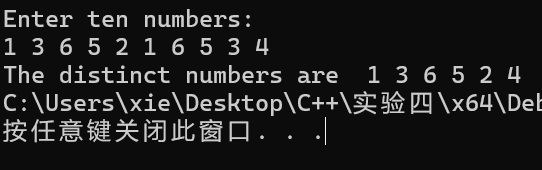 Enter ten numbers:
1 3 6 5 2 1 6 5 3 4
The distinct numbers are  1 3 6 5 2 4
C:\Users\xie\Desktop\C++\实验四\x64\Deb
按任意键关闭此窗口. . .